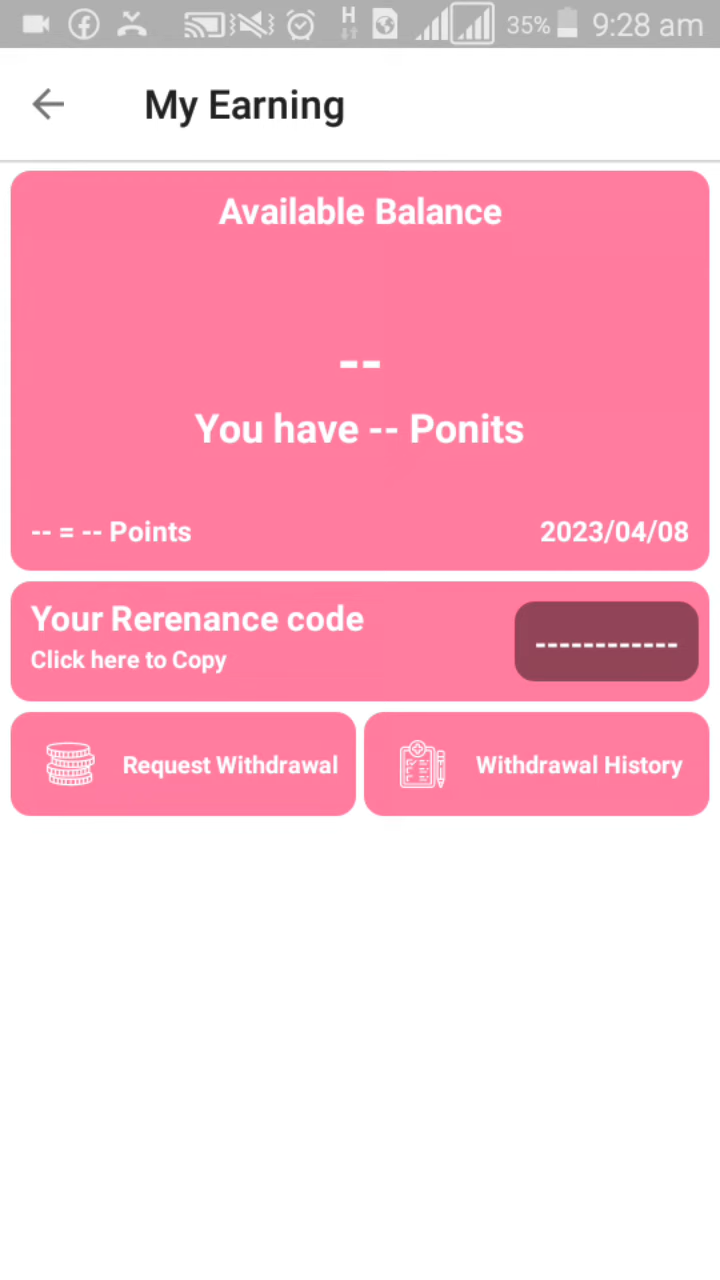 H 35% 9:28 am
My Earning
Available Balance
--
You have -- Ponits
-- = -- Points 2023/04/08
Your Rerenance code
Click here to Copy
------------
Request Withdrawal Withdrawal History